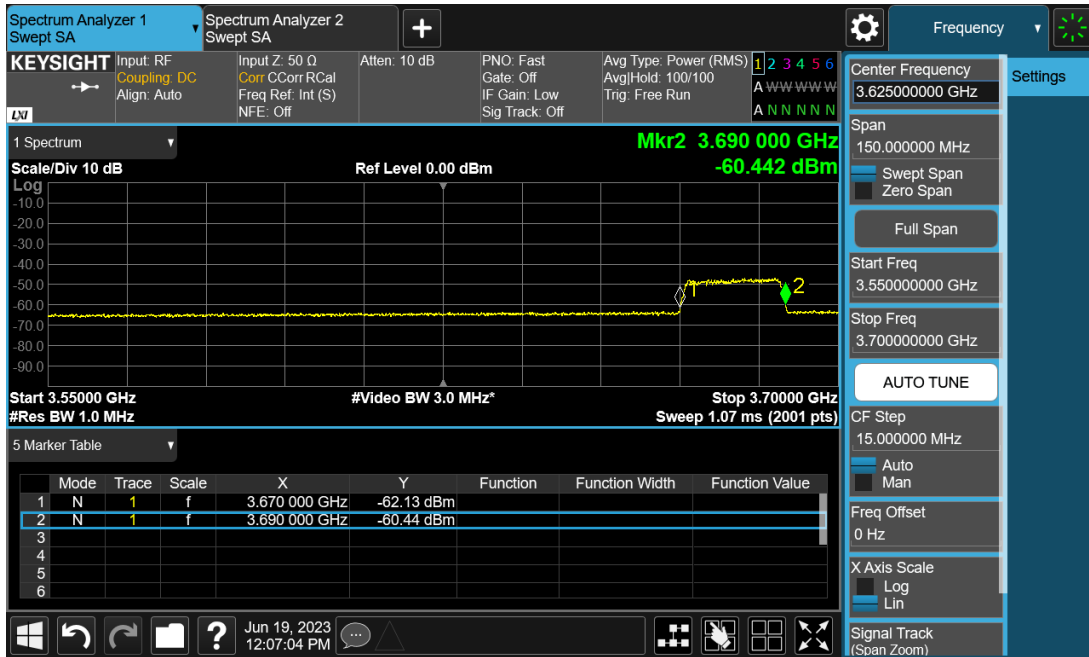 Spectrum Analyzer 1
Swept SA
Spectrum Analyzer 2
Swept SA
Frequency
KEYSIGHT
LXI
Input: RF
Coupling: DC
Align: Auto
Input Z: 50 Ω
Corr CCorr RCal
Freq Ref: Int (S)
NFE: Off
Atten: 10 dB
PNO: Fast
Gate: Off
IF Gain: Low
Sig Track: Off
Avg Type: Power (RMS)
Avg|Hold: 100/100
Trig: Free Run
1 2 3 4 5 6
A W W W W W
A N N N N N
1 Spectrum
Mkr2 3.690 000 GHz
-60.442 dBm
Scale/Div 10 dB
Ref Level 0.00 dBm
Log
-10.0
-20.0
-30.0
-40.0
-50.0
-60.0
-70.0
-80.0
-90.0
1
2
Start 3.55000 GHz
#Video BW 3.0 MHz*
Stop 3.70000 GHz
#Res BW 1.0 MHz
Sweep 1.07 ms (2001 pts)
5 Marker Table
Mode Trace Scale X Y Function Function Width Function Value
1 N 1 f 3.670 000 GHz -62.13 dBm
2 N 1 f 3.690 000 GHz -60.44 dBm
3
4
5
6
?
Jun 19, 2023
12:07:04 PM
Center Frequency
3.625000000 GHz
Settings
Span
150.000000 MHz
Swept Span
Zero Span
Full Span
Start Freq
3.550000000 GHz
Stop Freq
3.700000000 GHz
AUTO TUNE
CF Step
15.000000 MHz
Auto
Man
Freq Offset
0 Hz
X Axis Scale
Log
Lin
Signal Track
(Span Zoom)